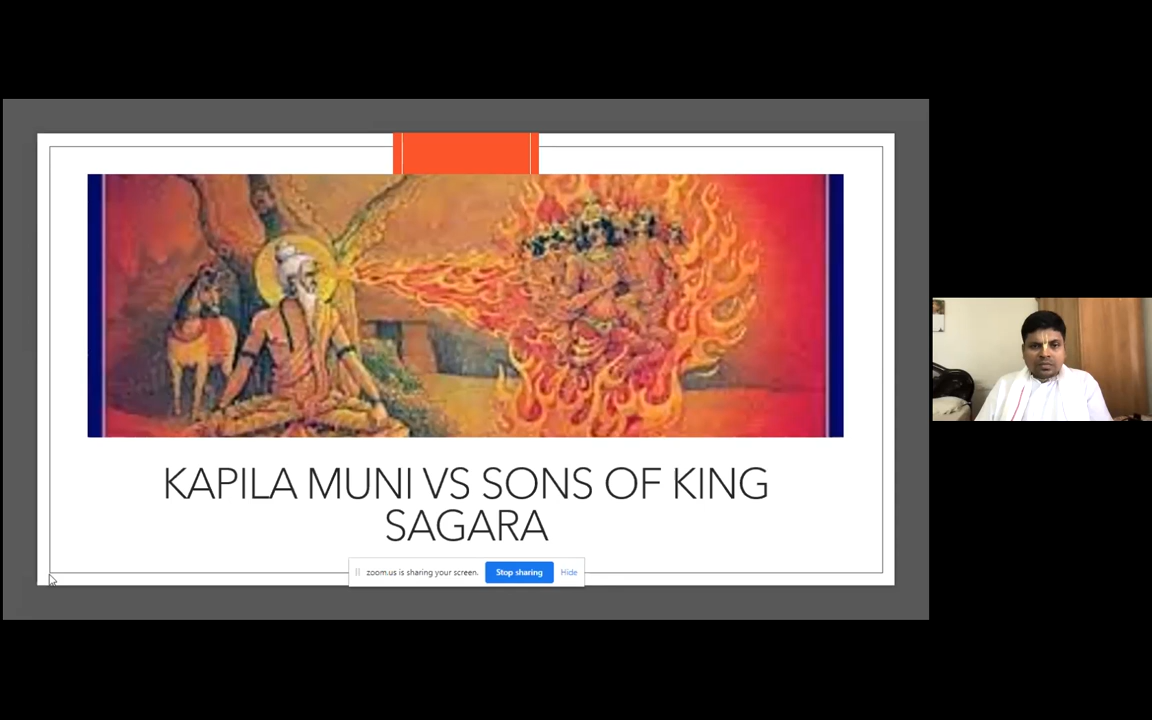 KAPILA MUNI VS SONS OF KING
SAGARA
zoom.us is sharing your screen. Stop sharing Hide